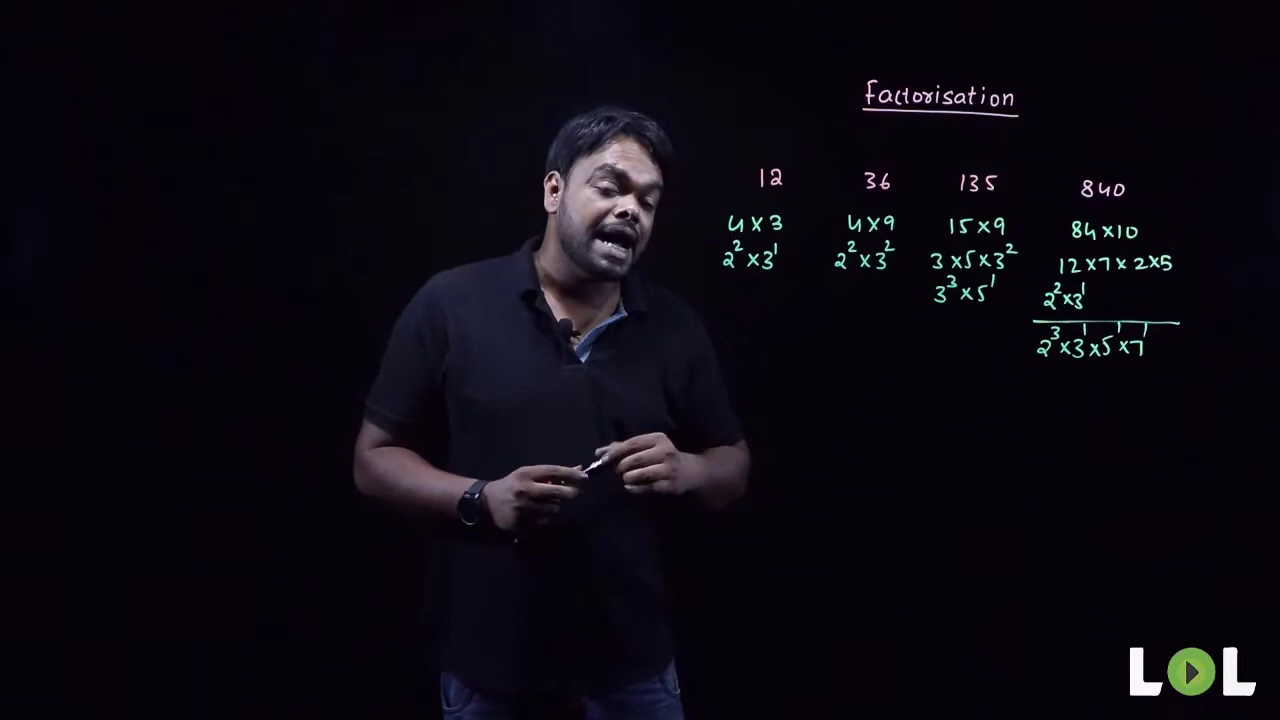 Factorisation
12 36 135 840
4×3 4×9 15×9 84×10
2²×3¹ 2²×3² 3×5×3² 12×7×2×5
3³×5¹ 2²×3¹
2³×3¹×5¹×7¹
LOL